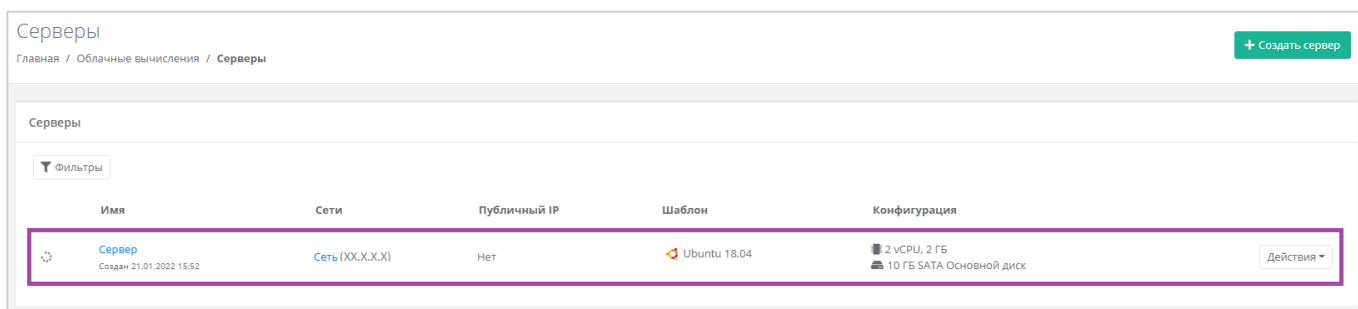 Серверы
Главная / Облачные вычисления / Серверы
+ Создать сервер
Серверы
Фильтры
Имя Сети Публичный IP Шаблон Конфигурация
Сервер Сеть (XX.X.X.X) Нет Ubuntu 18.04 2 vCPU, 2 ГБ Действия
Создан 21.01.2022 15:52 10 ГБ SATA Основной диск